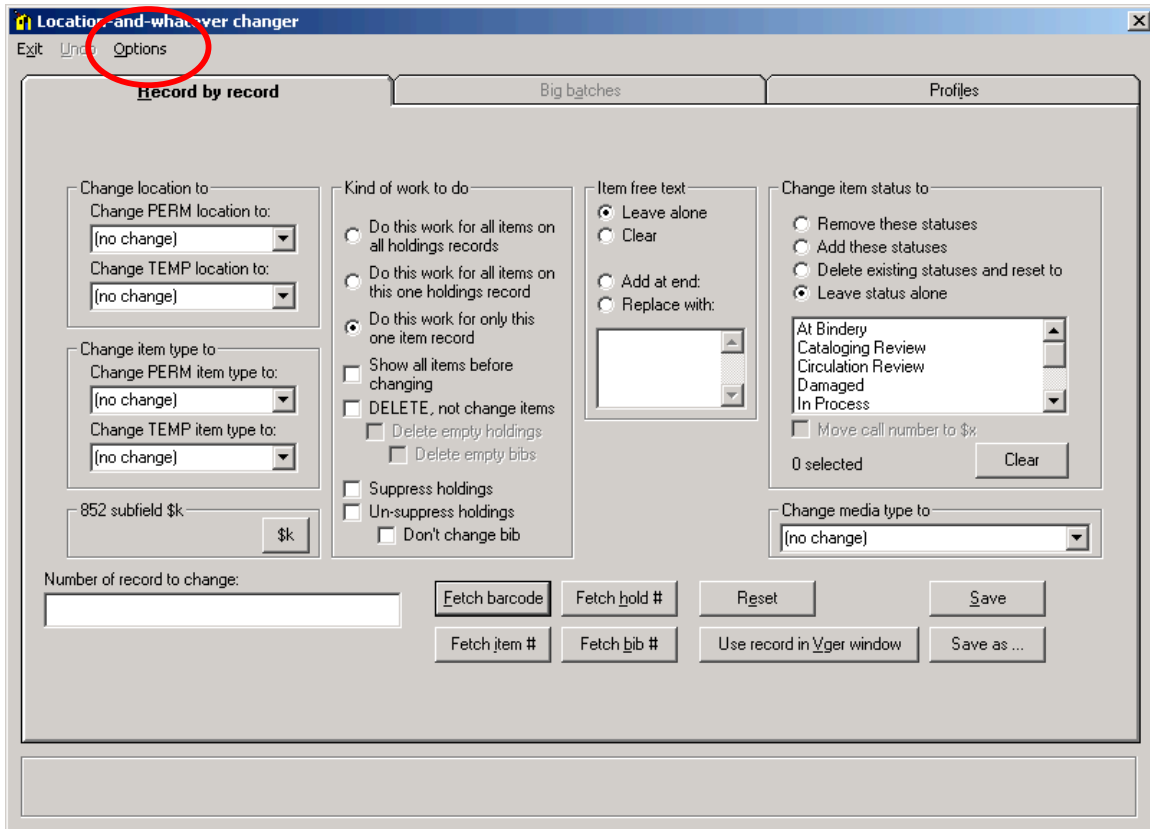 Location-and-whatever changer
Exit Undo Options
Record by record
Big batches
Profiles
Change location to
Change PERM location to:
(no change)
Change TEMP location to:
(no change)
Change item type to
Change PERM item type to:
(no change)
Change TEMP item type to:
(no change)
852 subfield $k
$k
Kind of work to do
Do this work for all items on
all holdings records
Do this work for all items on
this one holdings record
Do this work for only this
one item record
Show all items before
changing
DELETE, not change items
Delete empty holdings
Delete empty bibs
Suppress holdings
Un-suppress holdings
Don't change bib
Item free text
Leave alone
Clear
Add at end:
Replace with:
Change item status to
Remove these statuses
Add these statuses
Delete existing statuses and reset to
Leave status alone
At Bindery
Cataloging Review
Circulation Review
Damaged
In Process
Move call number to $x
0 selected
Clear
Change media type to
(no change)
Number of record to change:
Fetch barcode
Fetch hold #
Reset
Save
Fetch item #
Fetch bib #
Use record in Vger window
Save as ...